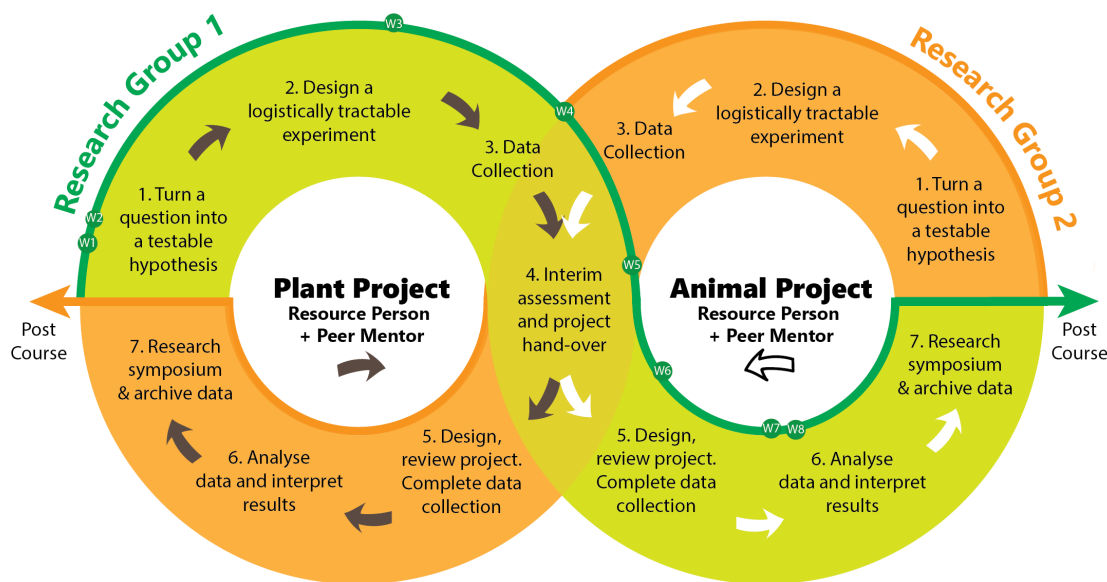 Research Group 1
Research Group 2
W3
W4
W2
W1
W5
W6
W7
W8
1. Turn a
question into
a testable
hypothesis
2. Design a
logistically tractable
experiment
3. Data
Collection
3. Data
Collection
2. Design a
logistically tractable
experiment
1. Turn a
question into
a testable
hypothesis
Plant Project
Resource Person
+ Peer Mentor
4. Interim
assessment
and project
hand-over
Animal Project
Resource Person
+ Peer Mentor
Post
Course
7. Research
symposium
& archive data
6. Analyse
data and interpret
results
5. Design,
review project.
Complete data
collection
5. Design,
review project.
Complete data
collection
6. Analyse
data and interpret
results
7. Research
symposium
& archive data
Post
Course